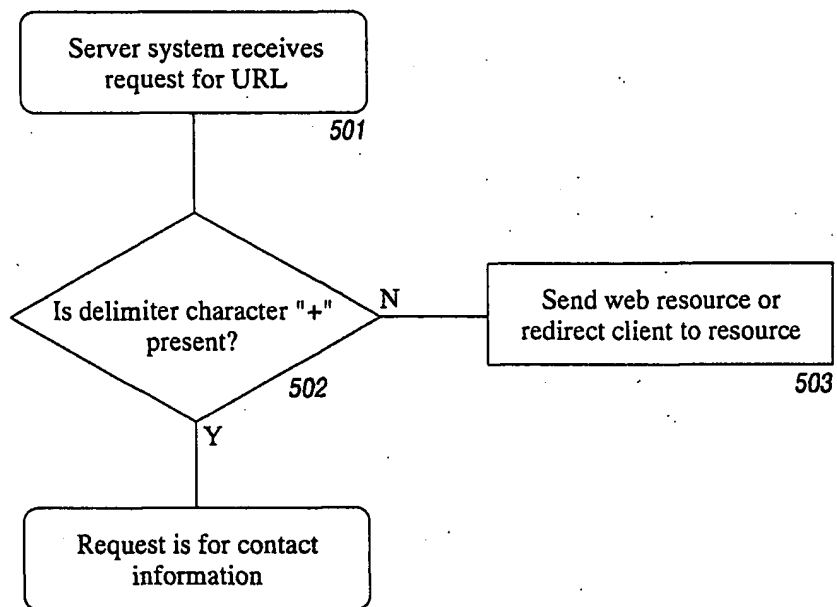 Server system receives
request for URL
501
Is delimiter character "+"
present?
502
N
Send web resource or
redirect client to resource
503
Y
Request is for contact
information